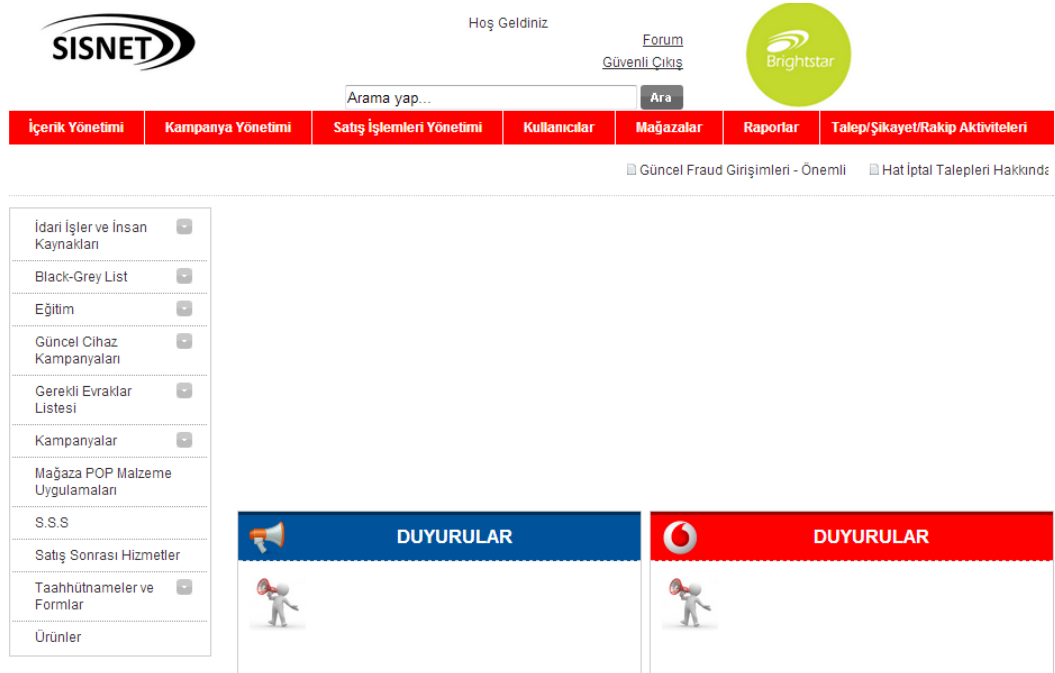 SISNET
Hoş Geldiniz
Forum
Güvenli Çıkış
Brightstar
Arama yap...
Ara
İçerik Yönetimi
Kampanya Yönetimi
Satış İşlemleri Yönetimi
Kullanıcılar
Mağazalar
Raporlar
Talep/Şikayet/Rakip Aktiviteleri
Güncel Fraud Girişimleri - Önemli
Hat İptal Talepleri Hakkında
İdari İşler ve İnsan
Kaynakları
Black-Grey List
Eğitim
Güncel Cihaz
Kampanyaları
Gerekli Evraklar
Listesi
Kampanyalar
Mağaza POP Malzeme
Uygulamaları
S.S.S
Satış Sonrası Hizmetler
Taahhütnameler ve
Formlar
Ürünler
DUYURULAR
DUYURULAR